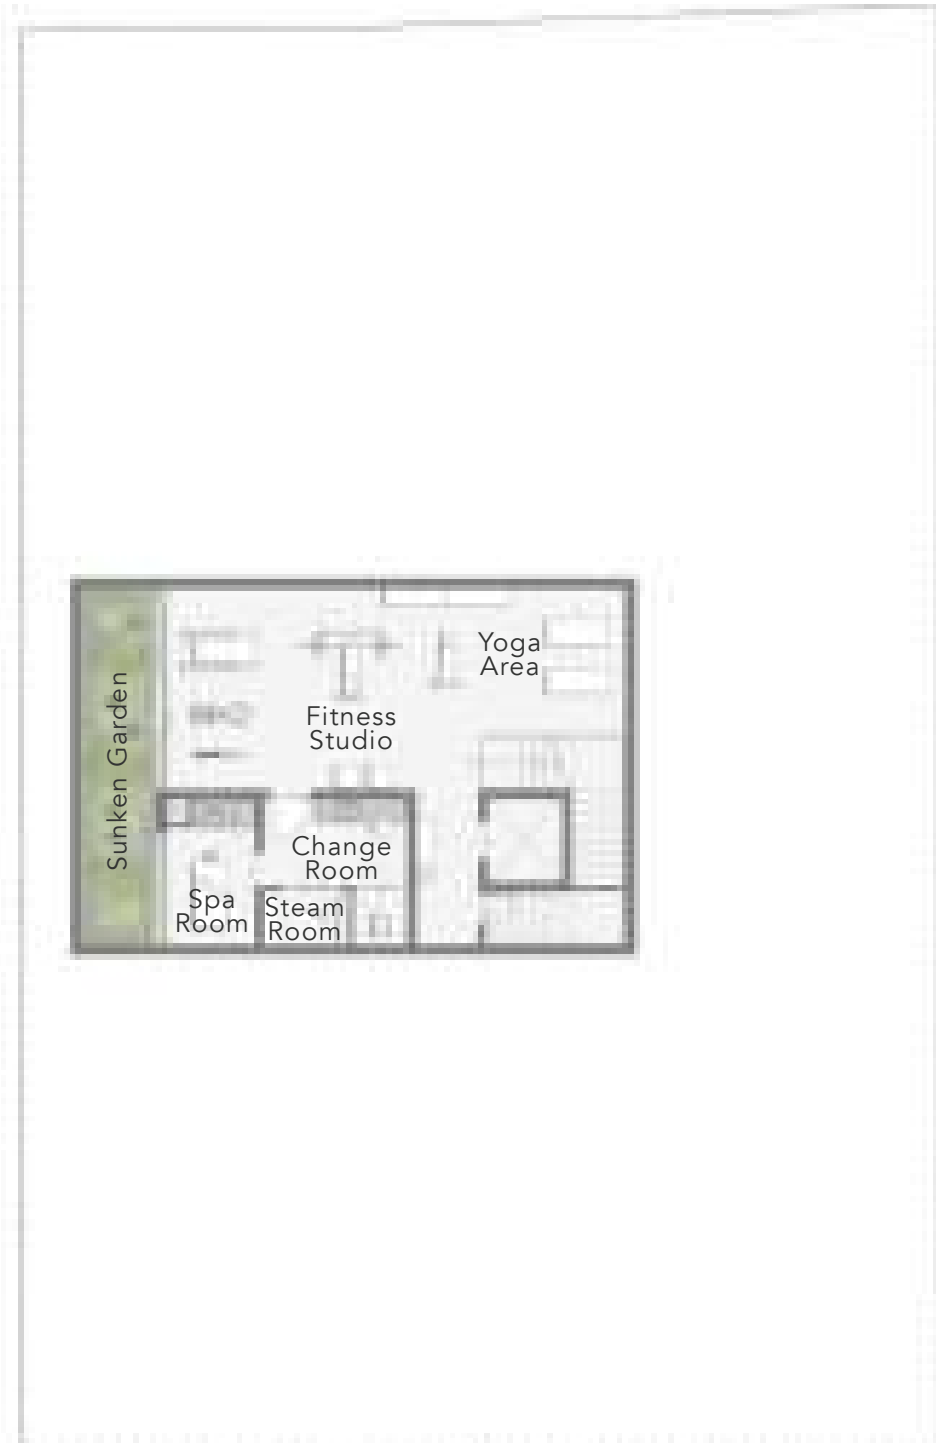 Yoga
Area
Fitness
Studio
Sunken Garden
Change
Room
Spa
Room
Steam
Room